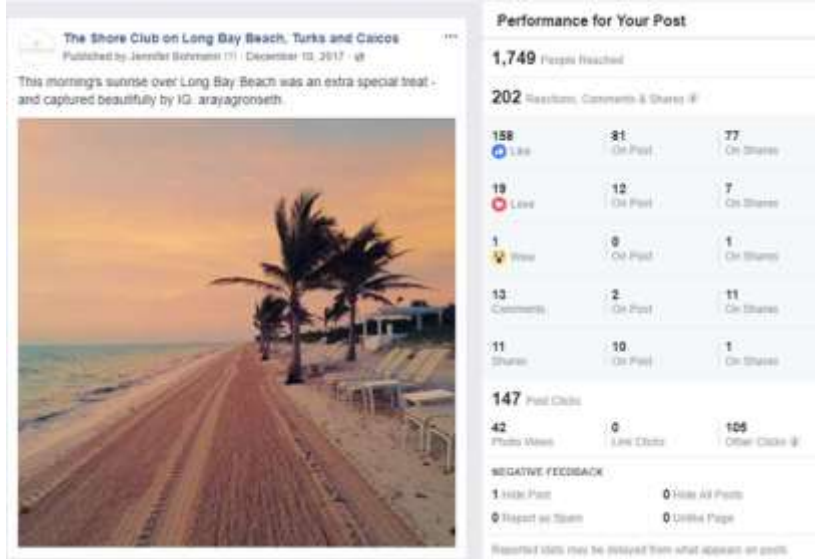 The Shore Club on Long Bay Beach, Turks and Caicos
Published by Jennifer · December 10, 2017
This morning's sunrise over Long Bay Beach was an extra special treat -
and captured beautifully by IG: arayagronseth.
Performance for Your Post
1,749 People Reached
202 Reactions, Comments & Shares
158 81 77
Like On Post On Shares
19 12 7
Love On Post On Shares
1 0 1
Wow On Post On Shares
13 2 11
Comments On Post On Shares
11 10 1
Shares On Post On Shares
147 Post Clicks
42 0 105
Photo Views Link Clicks Other Clicks
NEGATIVE FEEDBACK
1 Hide Post 0 Hide All Posts
0 Report as Spam 0 Unlike Page
Reported stats may be delayed from what appears on posts